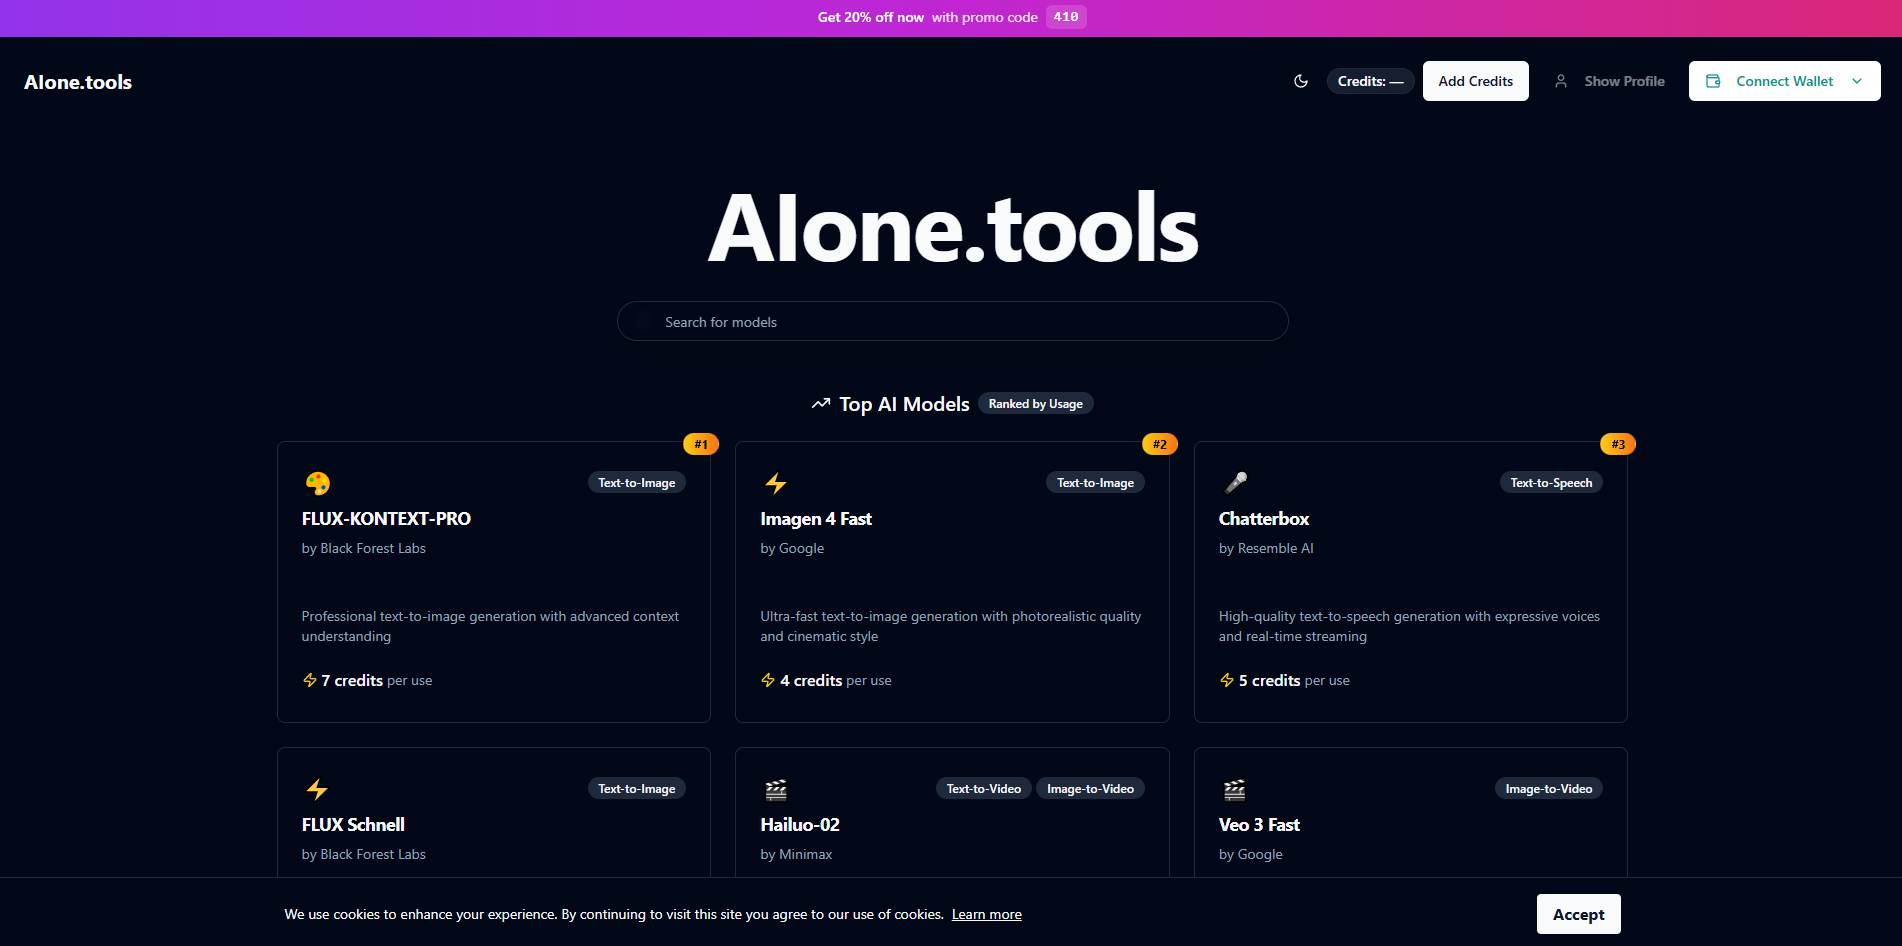 Get 20% off now with promo code 410
AIone.tools
Credits: —
Add Credits
Show Profile
Connect Wallet
AIone.tools
Search for models
Top AI Models
Ranked by Usage
#1
Text-to-Image
FLUX-KONTEXT-PRO
by Black Forest Labs
Professional text-to-image generation with advanced context
understanding
7 credits per use
#2
Text-to-Image
Imagen 4 Fast
by Google
Ultra-fast text-to-image generation with photorealistic quality
and cinematic style
4 credits per use
#3
Text-to-Speech
Chatterbox
by Resemble AI
High-quality text-to-speech generation with expressive voices
and real-time streaming
5 credits per use
Text-to-Image
FLUX Schnell
by Black Forest Labs
Text-to-Video
Image-to-Video
Hailuo-02
by Minimax
Image-to-Video
Veo 3 Fast
by Google
We use cookies to enhance your experience. By continuing to visit this site you agree to our use of cookies. Learn more
Accept